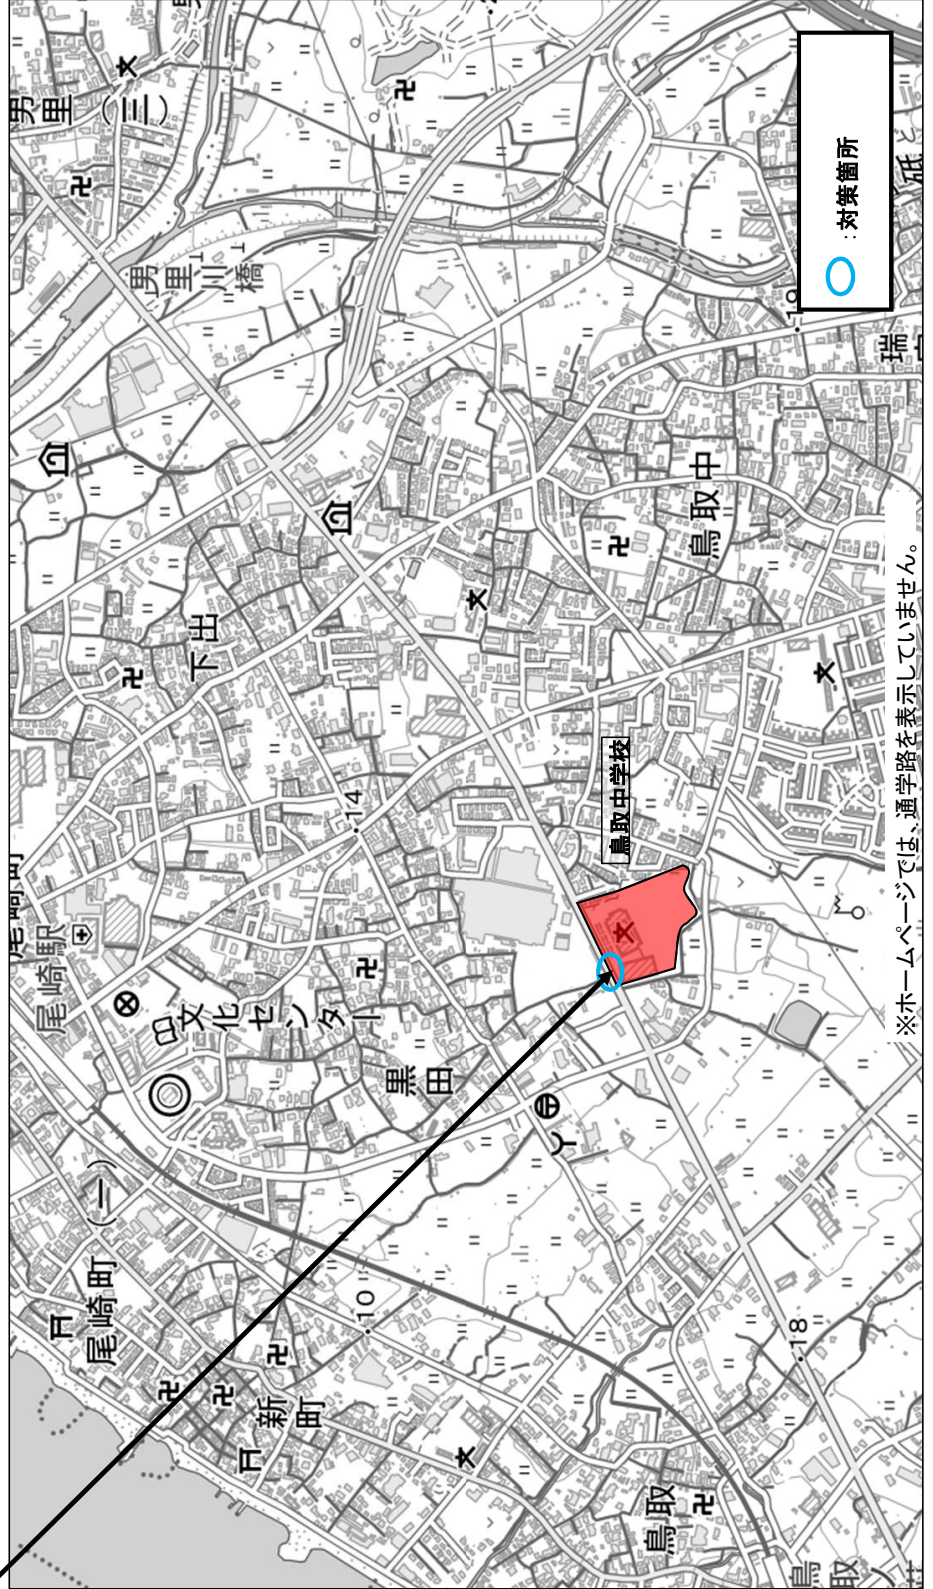 男里
(三)
男里川
橋
尾崎駅
文化センター
下出
尾崎町 (一)
新町
黒田
・14
・10
・18
鳥取中学校
鳥取中
鳥取
：対策箇所
※ホームページでは、通学路を表示していません。